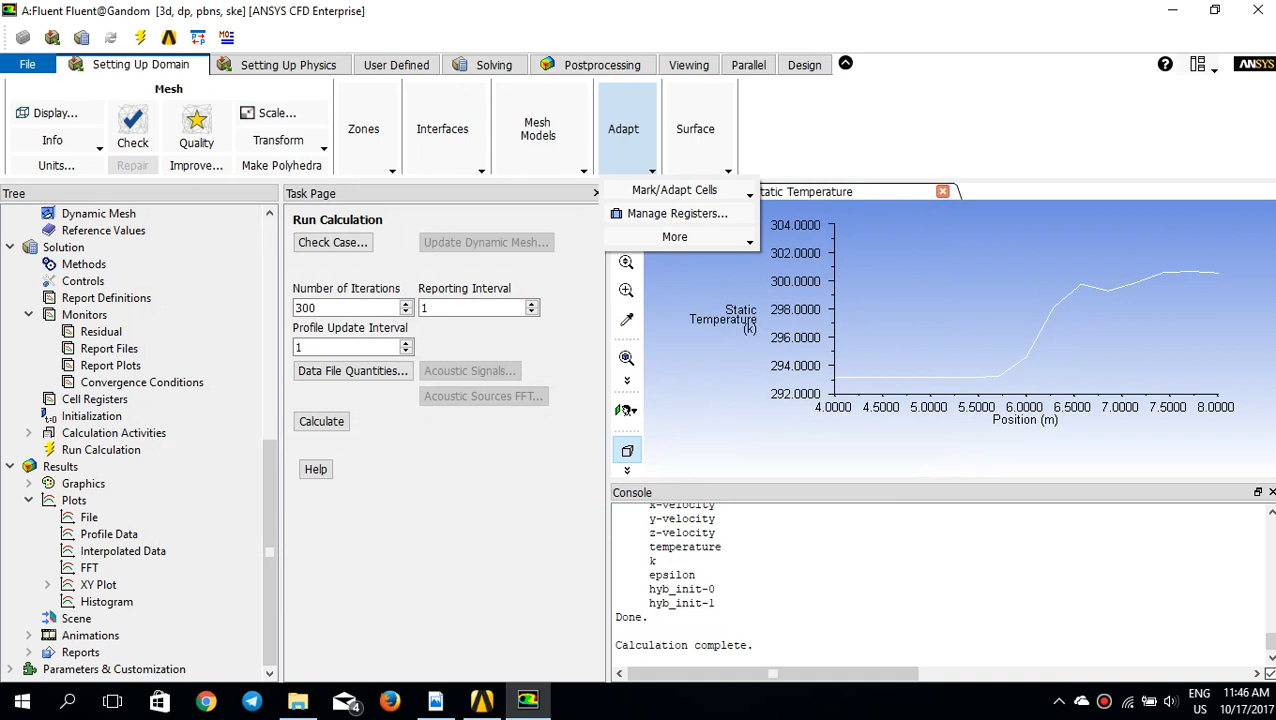 A:Fluent Fluent@Gandom [3d, dp, pbns, ske] [ANSYS CFD Enterprise]
File
Setting Up Domain
Setting Up Physics
User Defined
Solving
Postprocessing
Viewing
Parallel
Design
ANSYS
Mesh
Display...
Info
Units...
Check
Repair
Quality
Improve...
Scale...
Transform
Make Polyhedra
Zones
Interfaces
Mesh
Models
Adapt
Surface
Mark/Adapt Cells
Manage Registers...
More
Tree
Dynamic Mesh
Reference Values
Solution
Methods
Controls
Report Definitions
Monitors
Residual
Report Files
Report Plots
Convergence Conditions
Cell Registers
Initialization
Calculation Activities
Run Calculation
Results
Graphics
Plots
File
Profile Data
Interpolated Data
FFT
XY Plot
Histogram
Scene
Animations
Reports
Parameters & Customization
Task Page
Run Calculation
Check Case...
Update Dynamic Mesh...
Number of Iterations
Reporting Interval
300
1
Profile Update Interval
1
Data File Quantities...
Acoustic Signals...
Acoustic Sources FFT...
Calculate
Help
tatic Temperature
304.0000
302.0000
300.0000
298.0000
296.0000
294.0000
292.0000
Static
Temperature
(k)
4.0000 4.5000 5.0000 5.5000 6.0000 6.5000 7.0000 7.5000 8.0000
Position (m)
Console
x-velocity
y-velocity
z-velocity
temperature
k
epsilon
hyb_init-0
hyb_init-1
Done.
Calculation complete.
4
ENG
US
11:46 AM
10/17/2017